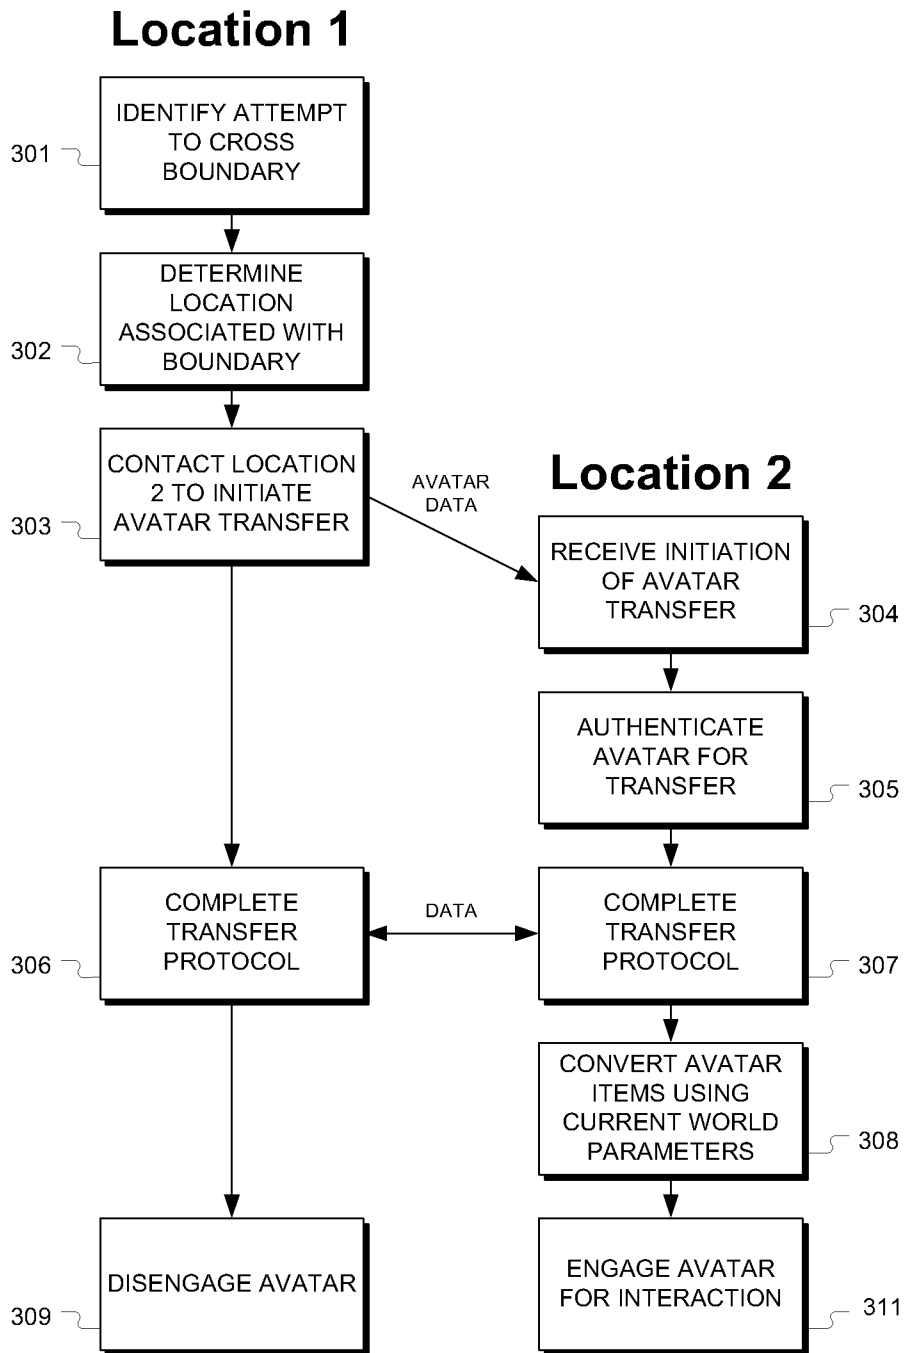 Location 1
IDENTIFY ATTEMPT
TO CROSS
BOUNDARY
301
DETERMINE
LOCATION
ASSOCIATED WITH
BOUNDARY
302
CONTACT LOCATION
2 TO INITIATE
AVATAR TRANSFER
303
AVATAR
DATA
Location 2
RECEIVE INITIATION
OF AVATAR
TRANSFER
304
AUTHENTICATE
AVATAR FOR
TRANSFER
305
COMPLETE
TRANSFER
PROTOCOL
306
DATA
COMPLETE
TRANSFER
PROTOCOL
307
CONVERT AVATAR
ITEMS USING
CURRENT WORLD
PARAMETERS
308
DISENGAGE AVATAR
309
ENGAGE AVATAR
FOR INTERACTION
311